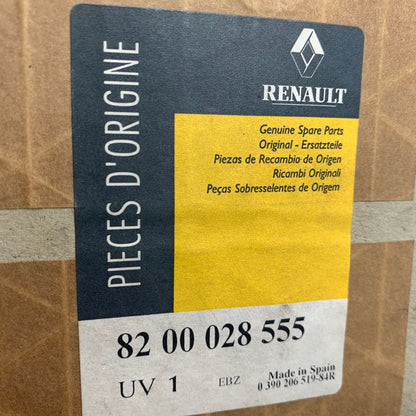 PIECES D'ORIGINE
RENAULT
Genuine Spare Parts
Original - Ersatzteile
Piezas de Recambio de Origen
Ricambi Originali
Peças Sobresselentes de Origem
82 00 028 555
UV 1 EBZ Made in Spain
0 390 206 519-84R